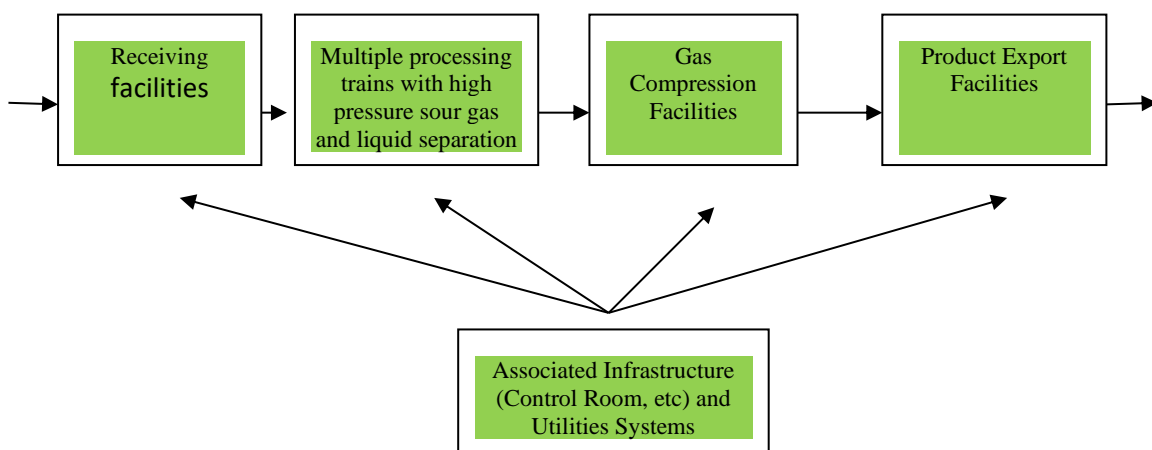 Receiving
facilities
Multiple processing
trains with high
pressure sour gas
and liquid separation
Gas
Compression
Facilities
Product Export
Facilities
Associated Infrastructure
(Control Room, etc) and
Utilities Systems